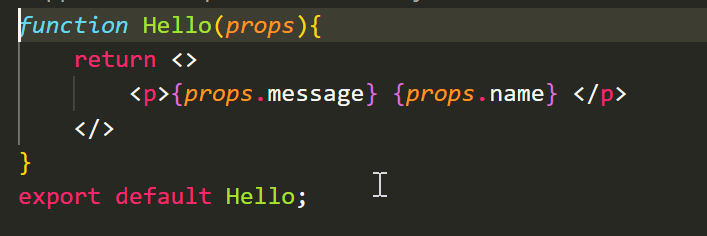 function Hello(props){
    return <>
        <p>{props.message} {props.name} </p>
    </>
}
export default Hello;